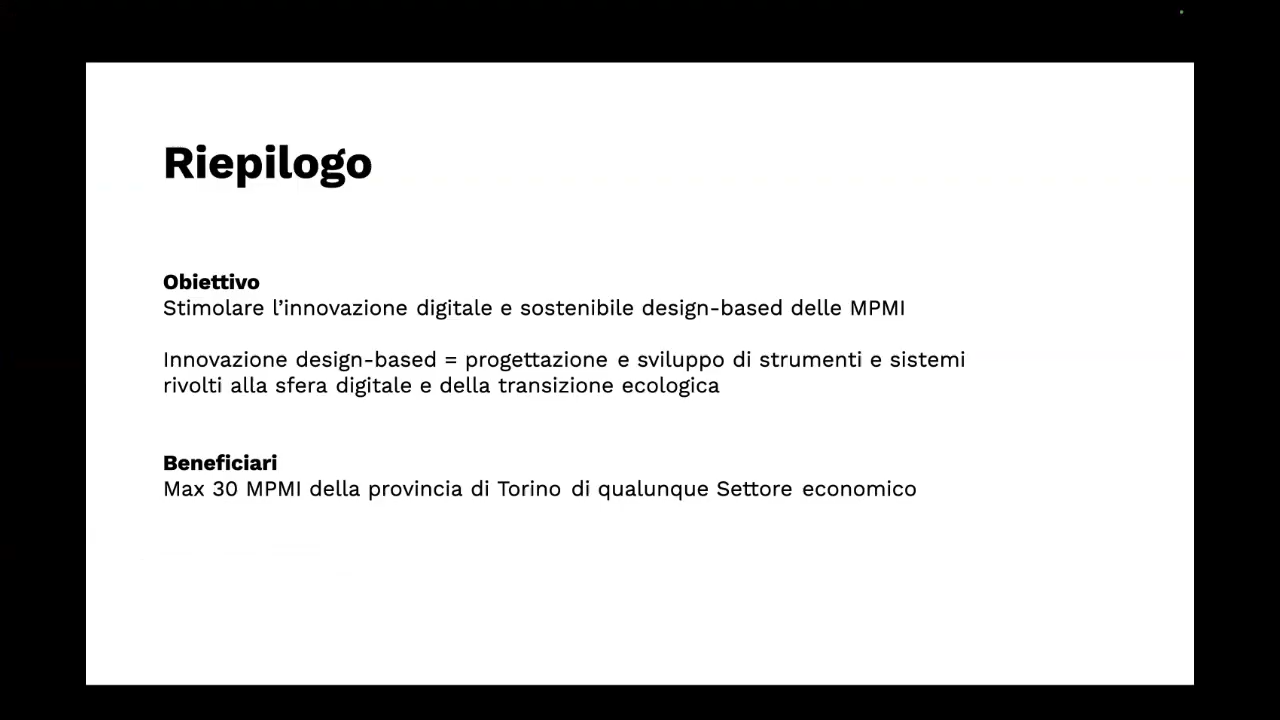 Riepilogo
Obiettivo
Stimolare l’innovazione digitale e sostenibile design-based delle MPMI
Innovazione design-based = progettazione e sviluppo di strumenti e sistemi
rivolti alla sfera digitale e della transizione ecologica
Beneficiari
Max 30 MPMI della provincia di Torino di qualunque Settore economico